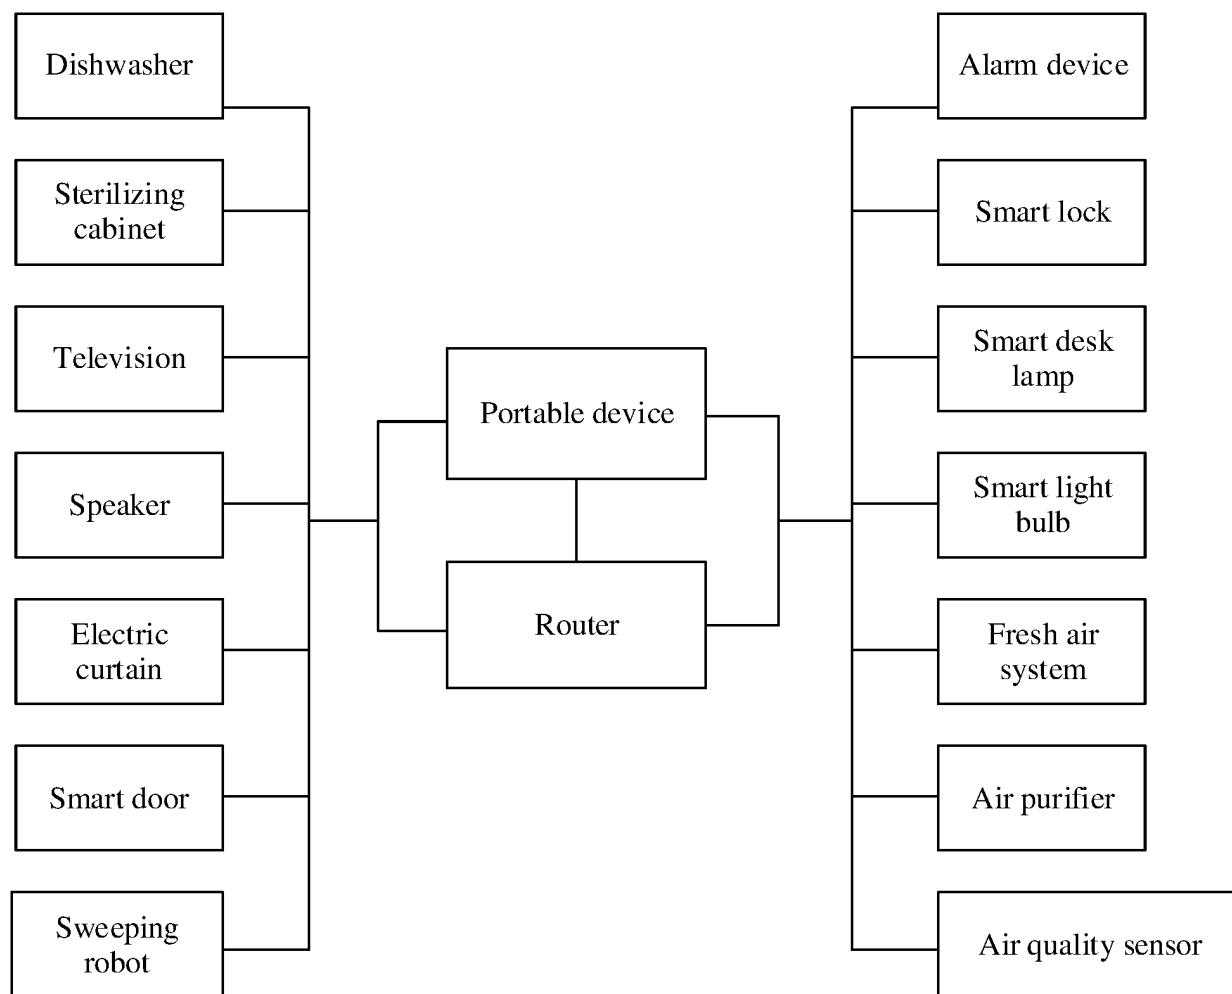 Dishwasher
Sterilizing
cabinet
Television
Speaker
Electric
curtain
Smart door
Sweeping
robot
Portable device
Router
Alarm device
Smart lock
Smart desk
lamp
Smart light
bulb
Fresh air
system
Air purifier
Air quality sensor